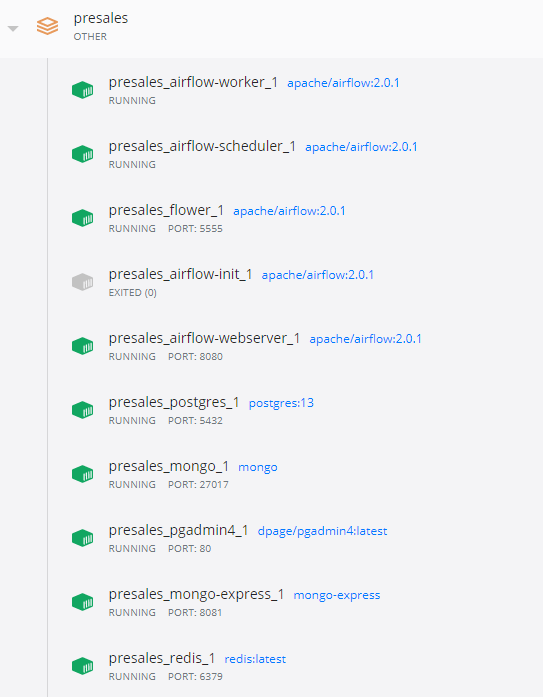 presales
OTHER
presales_airflow-worker_1 apache/airflow:2.0.1
RUNNING
presales_airflow-scheduler_1 apache/airflow:2.0.1
RUNNING
presales_flower_1 apache/airflow:2.0.1
RUNNING PORT: 5555
presales_airflow-init_1 apache/airflow:2.0.1
EXITED (0)
presales_airflow-webserver_1 apache/airflow:2.0.1
RUNNING PORT: 8080
presales_postgres_1 postgres:13
RUNNING PORT: 5432
presales_mongo_1 mongo
RUNNING PORT: 27017
presales_pgadmin4_1 dpage/pgadmin4:latest
RUNNING PORT: 80
presales_mongo-express_1 mongo-express
RUNNING PORT: 8081
presales_redis_1 redis:latest
RUNNING PORT: 6379